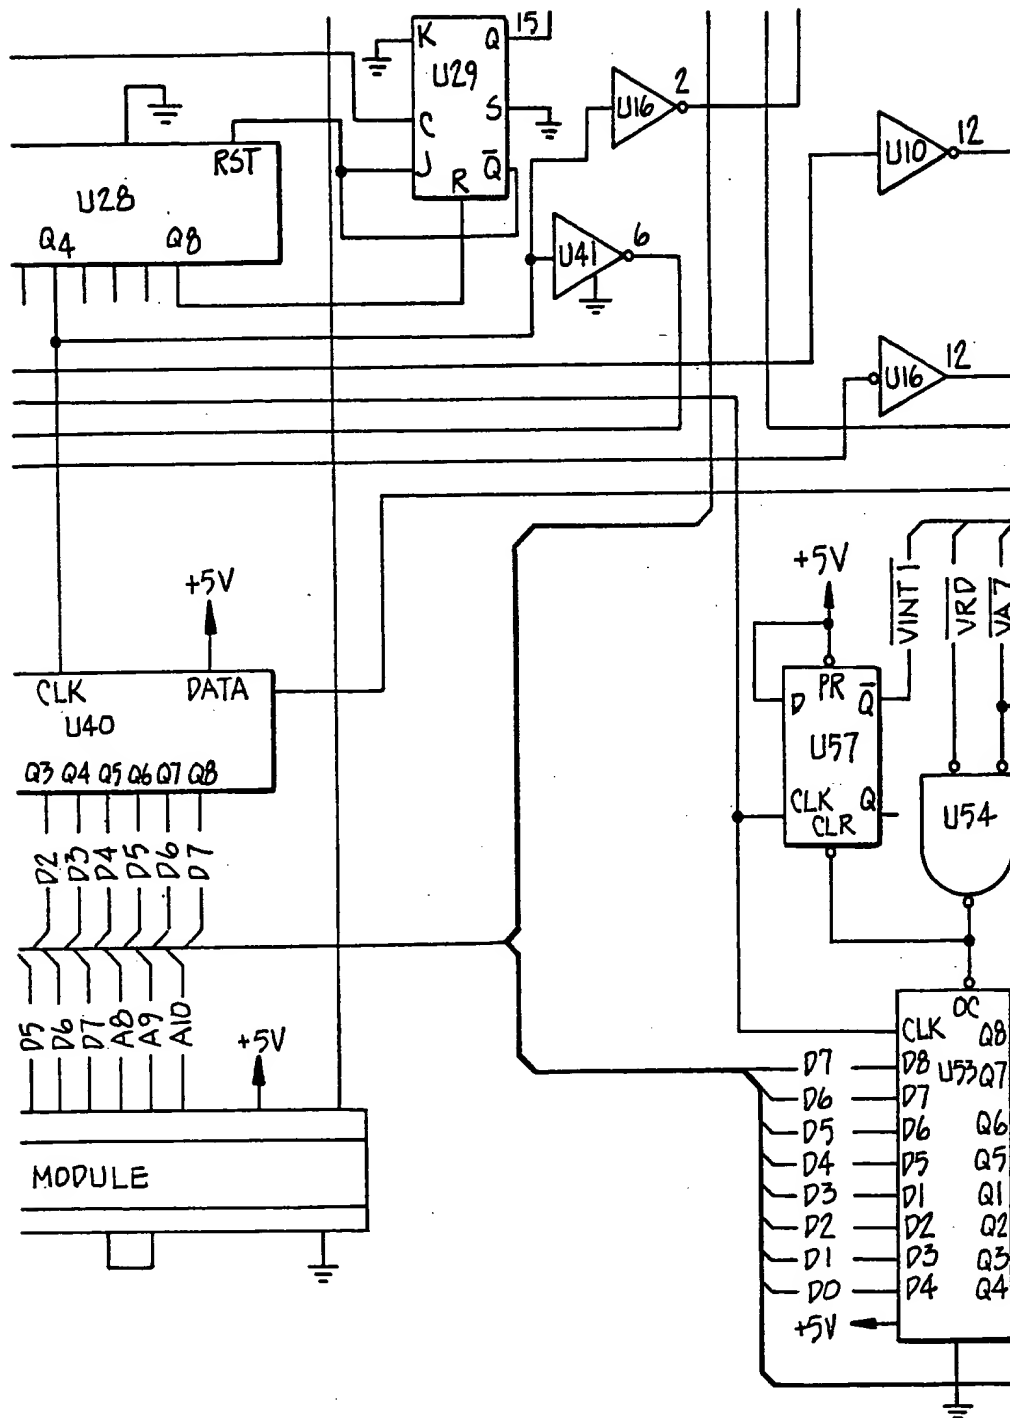 K Q 15
U29
C S
J Q̅
R
U16 2
U10 12
RST
U28
Q4 Q8
U41 6
U16 12
+5V
CLK DATA
U40
Q3 Q4 Q5 Q6 Q7 Q8
D2 D3 D4 D5 D6 D7
D5 D6 D7 A8 A9 A10
+5V
MODULE
+5V
VINT1 VRD VA7
D PR Q̅
U57
CLK Q
CLR
U54
OC
CLK Q8
U53
D7 D8 Q7
D6 D7
D5 D6 Q6
D4 D5 Q5
D3 D1 Q1
D2 D2 Q2
D1 D3 Q3
D0 D4 Q4
+5V